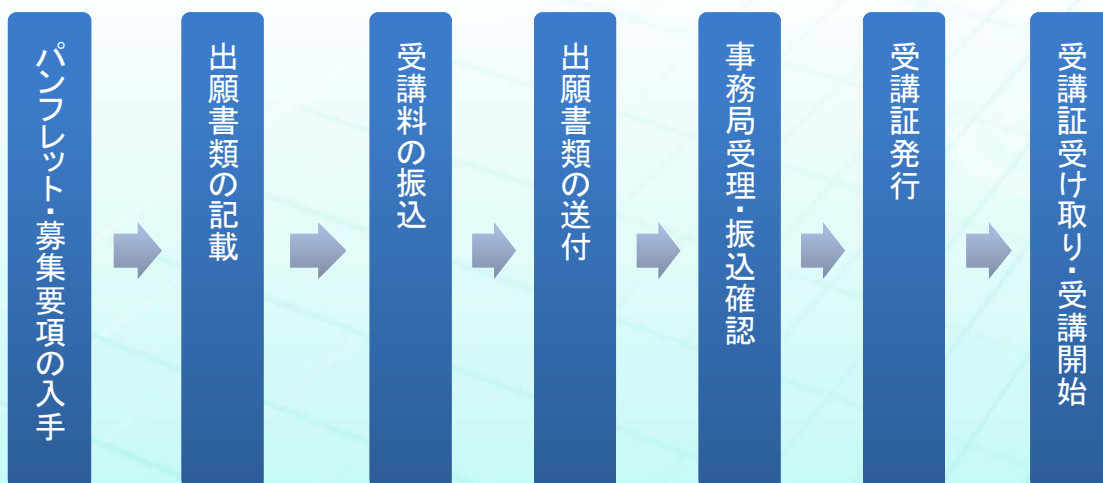 パンフレット・募集要項の入手
出願書類の記載
受講料の振込
出願書類の送付
事務局受理・振込確認
受講証発行
受講証受け取り・受講開始